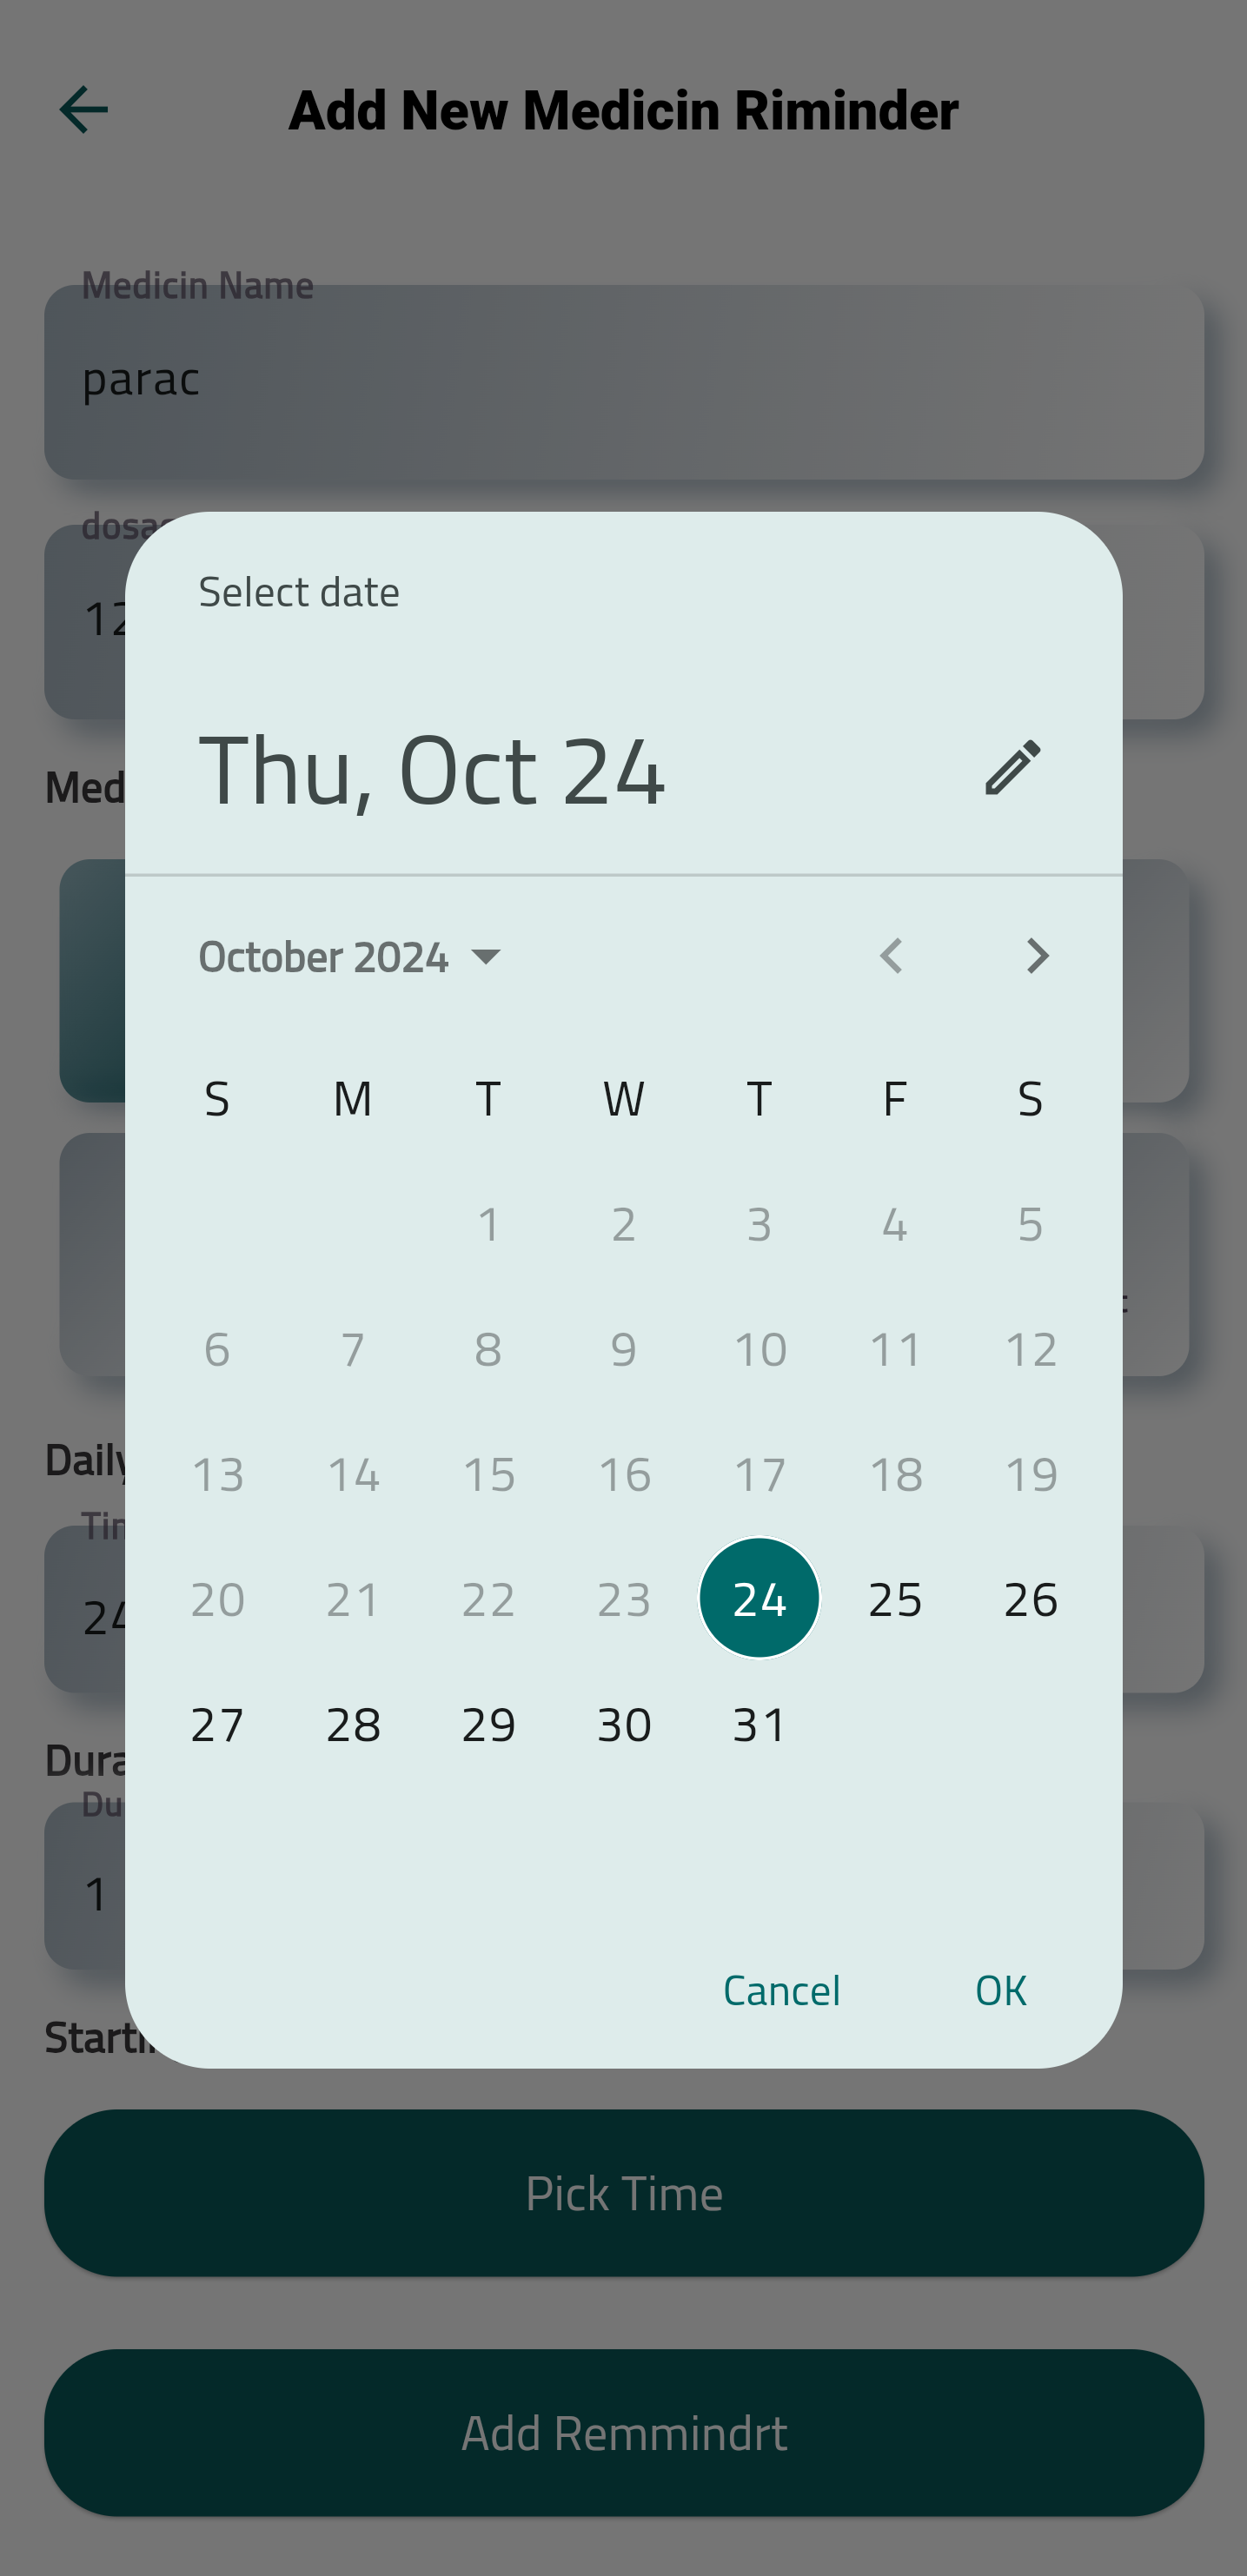 Add New Medicin Riminder
Medicin Name
parac
Select date
Thu, Oct 24
October 2024
S M T W T F S
1 2 3 4 5
6 7 8 9 10 11 12
13 14 15 16 17 18 19
20 21 22 23 24 25 26
27 28 29 30 31
1
Cancel OK
Pick Time
Add Remmindrt